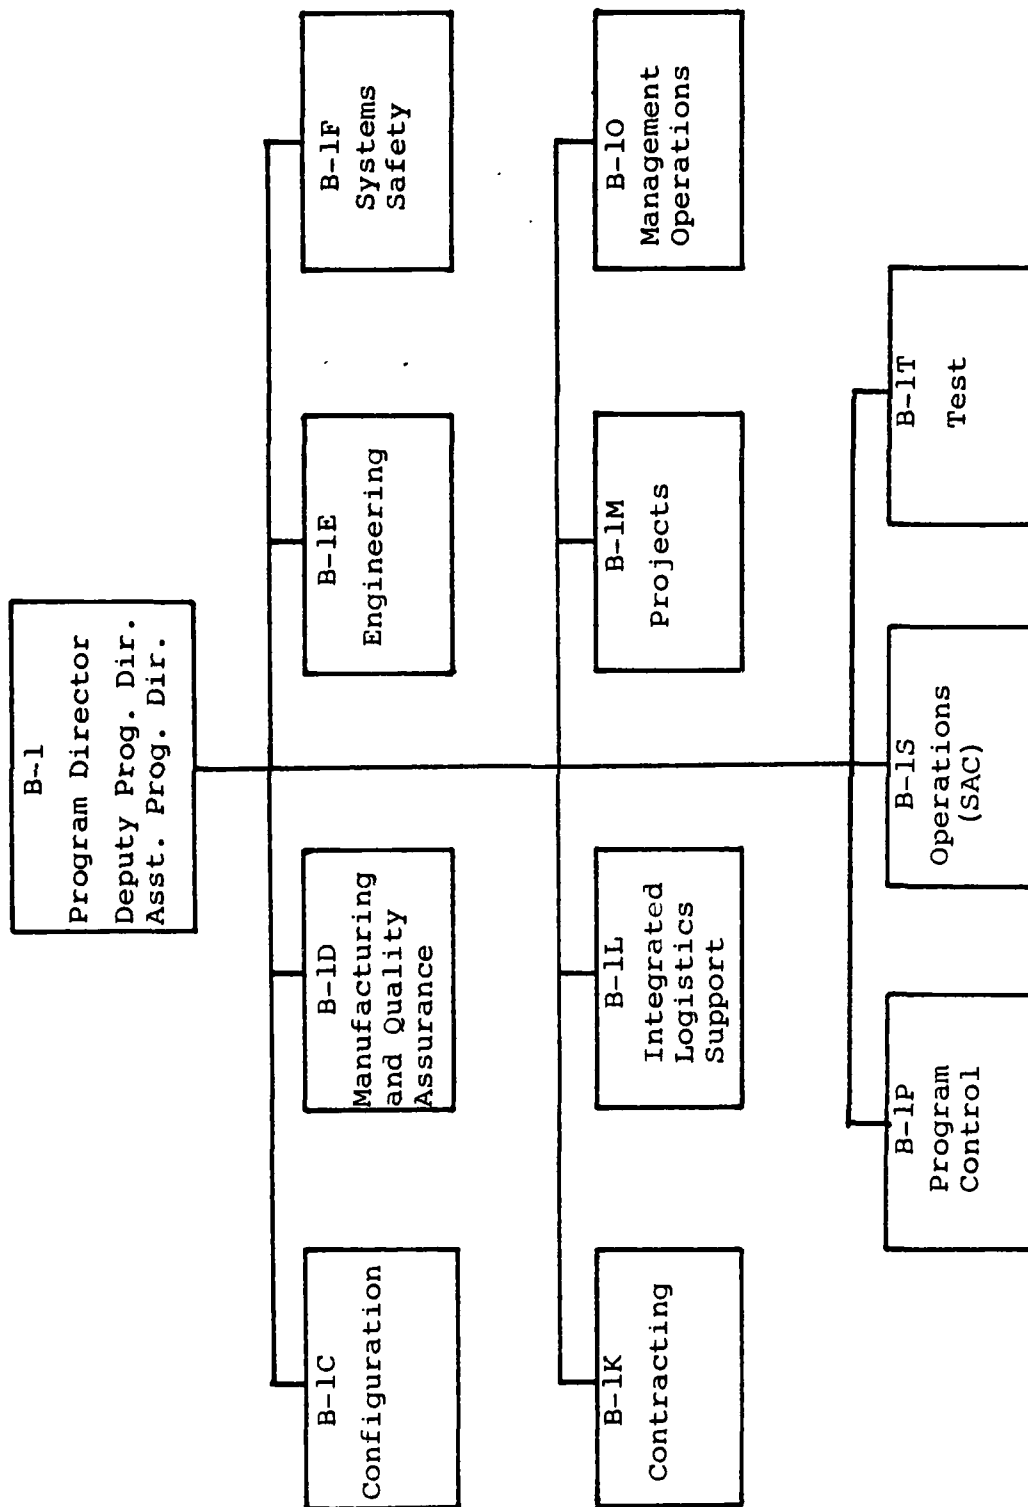 B-1
Program Director
Deputy Prog. Dir.
Asst. Prog. Dir.
B-1C
Configuration
B-1D
Manufacturing
and Quality
Assurance
B-1E
Engineering
B-1F
Systems
Safety
B-1K
Contracting
B-1L
Integrated
Logistics
Support
B-1M
Projects
B-1O
Management
Operations
B-1P
Program
Control
B-1S
Operations
(SAC)
B-1T
Test